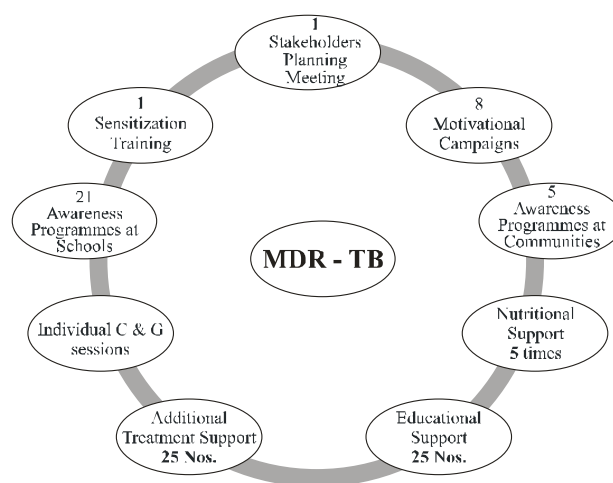 1
Stakeholders
Planning
Meeting
8
Motivational
Campaigns
5
Awareness
Programmes at
Communities
Nutritional
Support
5 times
Educational
Support
25 Nos.
Additional
Treatment Support
25 Nos.
Individual C & G
sessions
21
Awareness
Programmes at
Schools
1
Sensitization
Training
MDR - TB